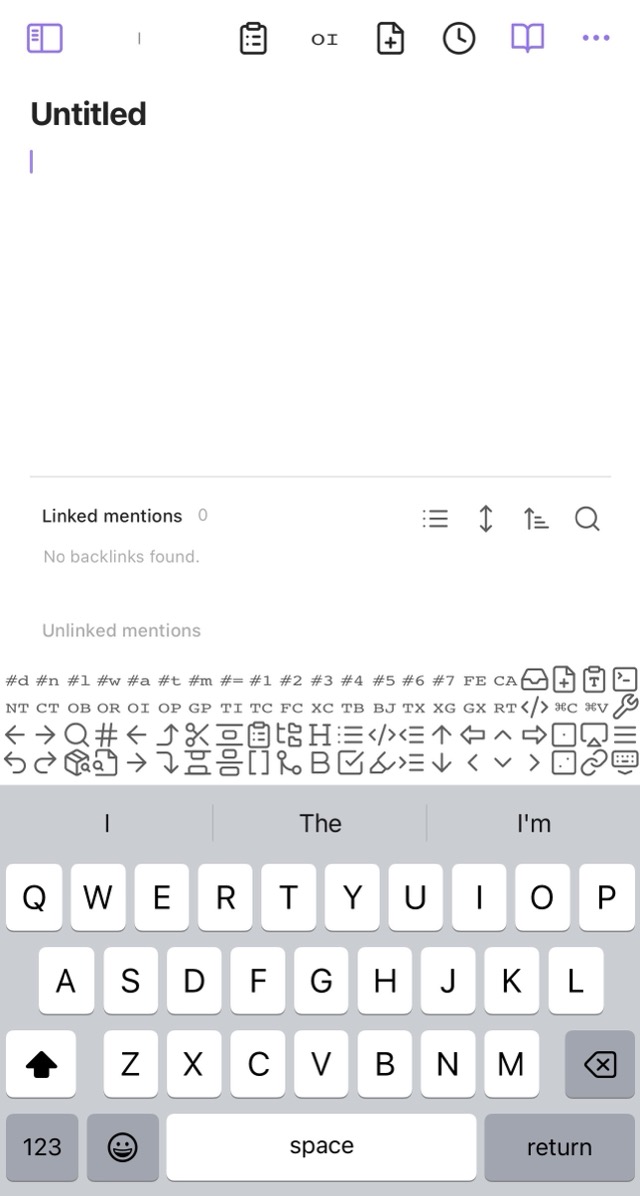 OI
Untitled
Linked mentions 0
No backlinks found.
Unlinked mentions
#d #n #l #w #a #t #m #= #1 #2 #3 #4 #5 #6 #7 FE CA
NT CT OB OR OI OP GP TI TC FC XC TB BJ TX XG GX RT </> ⌘C ⌘V
I The I'm
Q W E R T Y U I O P
A S D F G H J K L
Z X C V B N M
123 space return